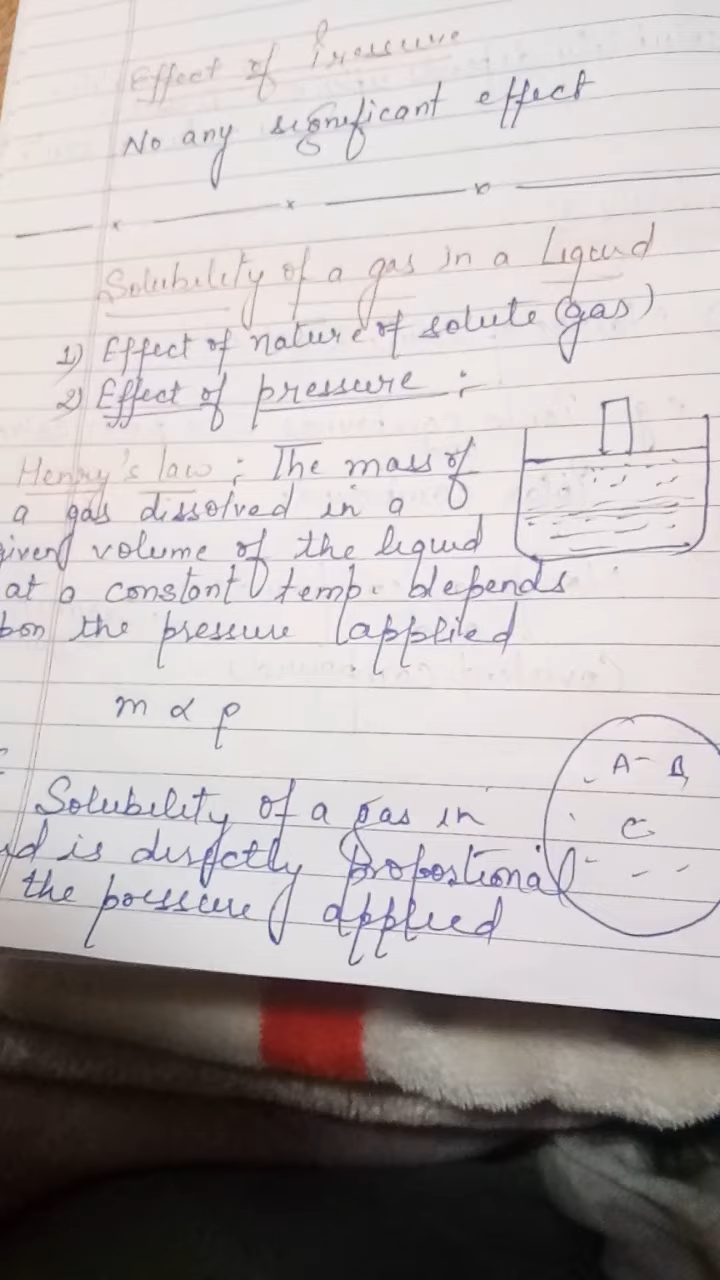 Effect of Pressure
No any significant effect
Solubility of a gas in a Liquid
1) Effect of nature of solute (gas)
2) Effect of pressure :-
Henry's law : The mass of
a gas dissolved in a
given volume of the liquid
at a constant temp. depends
the pressure applied
m ∝ p
A - B
Solubility of a gas in
C
is directly proportional
the pressure applied